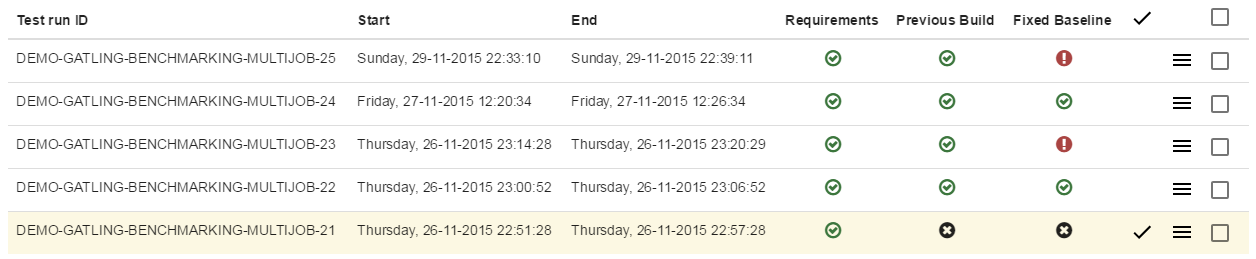 Test run ID Start End Requirements Previous Build Fixed Baseline
DEMO-GATLING-BENCHMARKING-MULTIJOB-25 Sunday, 29-11-2015 22:33:10 Sunday, 29-11-2015 22:39:11
DEMO-GATLING-BENCHMARKING-MULTIJOB-24 Friday, 27-11-2015 12:20:34 Friday, 27-11-2015 12:26:34
DEMO-GATLING-BENCHMARKING-MULTIJOB-23 Thursday, 26-11-2015 23:14:28 Thursday, 26-11-2015 23:20:29
DEMO-GATLING-BENCHMARKING-MULTIJOB-22 Thursday, 26-11-2015 23:00:52 Thursday, 26-11-2015 23:06:52
DEMO-GATLING-BENCHMARKING-MULTIJOB-21 Thursday, 26-11-2015 22:51:28 Thursday, 26-11-2015 22:57:28